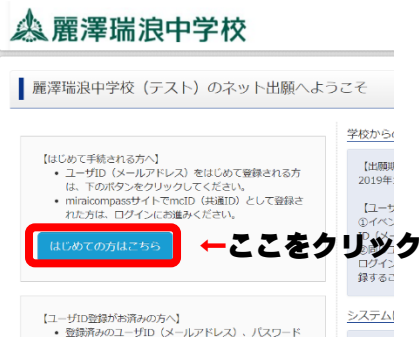 麗澤瑞浪中学校
麗澤瑞浪中学校(テスト)のネット出願へようこそ
【はじめて手続される方へ】
• ユーザID(メールアドレス)をはじめて登録される方
は、下のボタンをクリックしてください。
• miraicompassサイトでmcID(共通ID)として登録さ
れた方は、ログインにお進みください。
はじめての方はこちら
←ここをクリック
【ユーザID登録がお済みの方へ】
• 登録済みのユーザID(メールアドレス)、パスワード
学校から
【出願期
2019年
【ユーザ
①イベン
ログイン
録するこ
システム